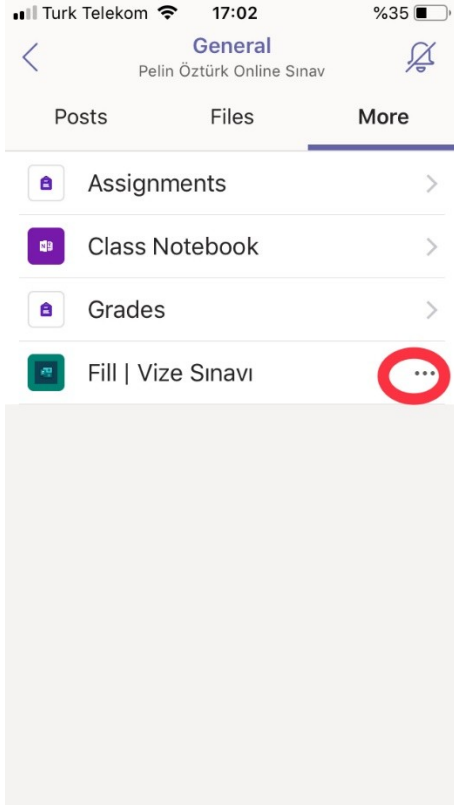 Turk Telekom 17:02 %35
General
Pelin Öztürk Online Sınav
Posts Files More
Assignments
Class Notebook
Grades
Fill | Vize Sınavı ...